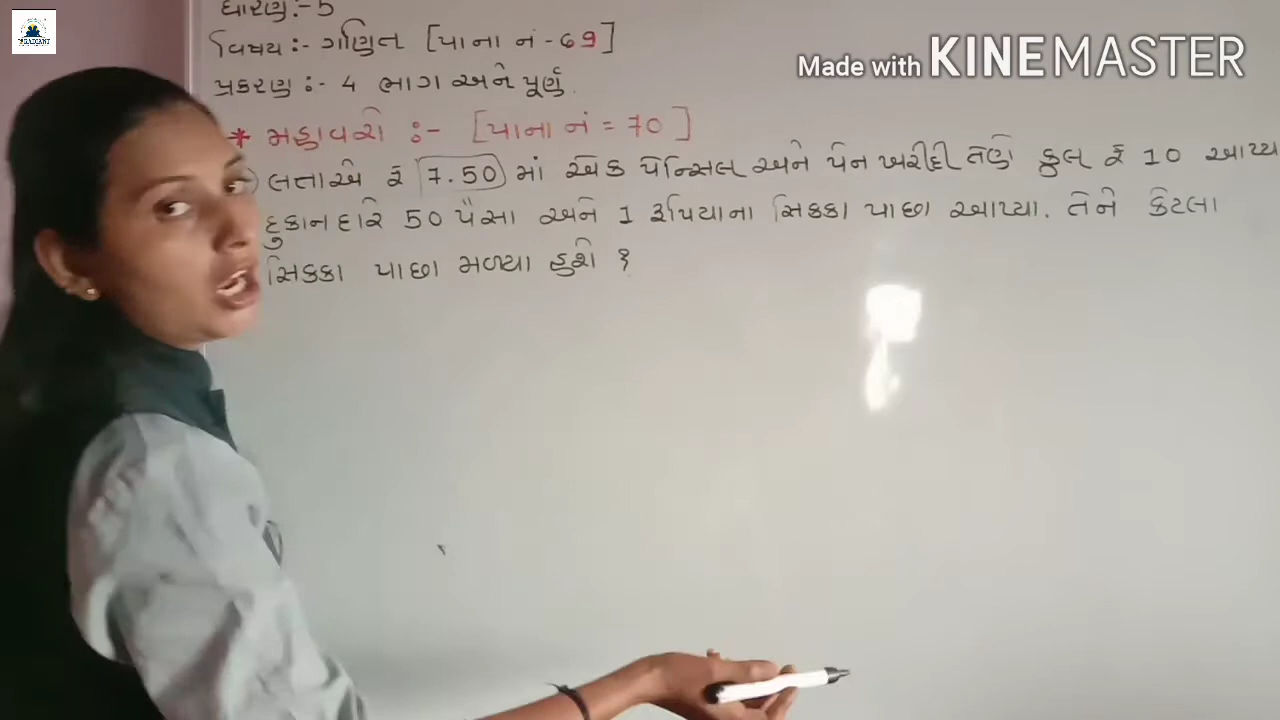 ધોરણ:- 5
વિષય :- ગણિત [પાના નં - 69]
પ્રકરણ :- 4 ભાગ અને પૂર્ણ.
* મહાવરો :- [પાના નં = 70]
લતાએ ₹ 7.50 માં એક પેન્સિલ અને પેન ખરીદી તેણે કુલ ₹ 10 આપ્યા
દુકાનદારે 50 પૈસા અને 1 રૂપિયાના સિક્કા પાછા આપ્યા. તેને કેટલા
સિક્કા પાછા મળ્યા હશે ?
Made with KINEMASTER